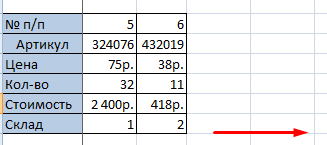 № п/п 5 6
Артикул 324076 432019
Цена 75р. 38р.
Кол-во 32 11
Стоимость 2 400р. 418р.
Склад 1 2